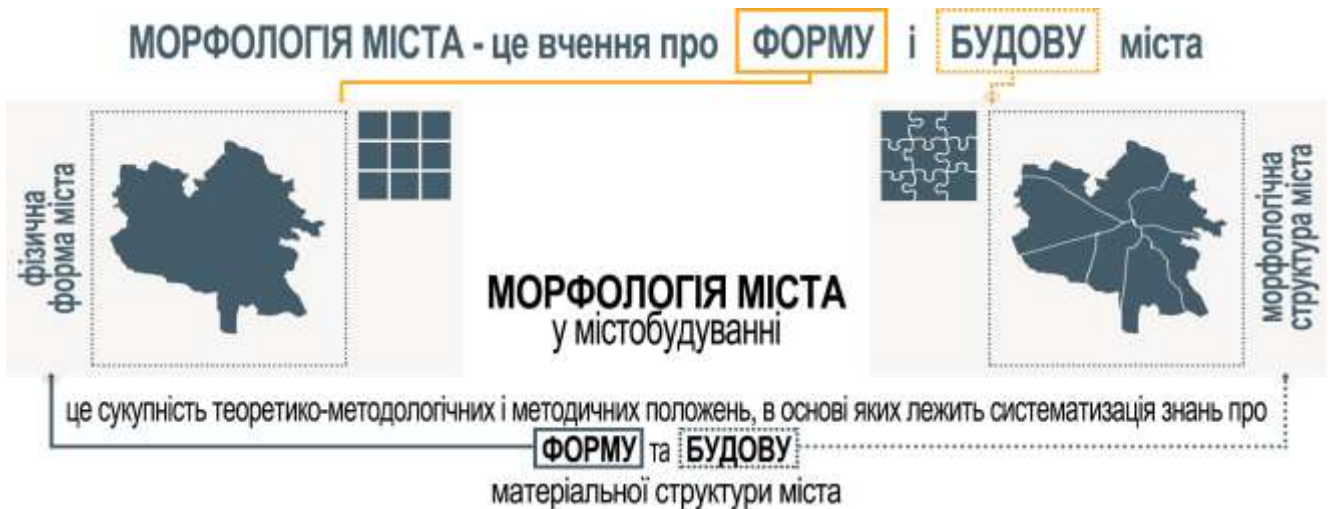 МОРФОЛОГІЯ МІСТА - це вчення про ФОРМУ і БУДОВУ міста
фізична
форма міста
МОРФОЛОГІЯ МІСТА
у містобудуванні
морфологічна
структура міста
це сукупність теоретико-методологічних і методичних положень, в основі яких лежить систематизація знань про
ФОРМУ та БУДОВУ
матеріальної структури міста